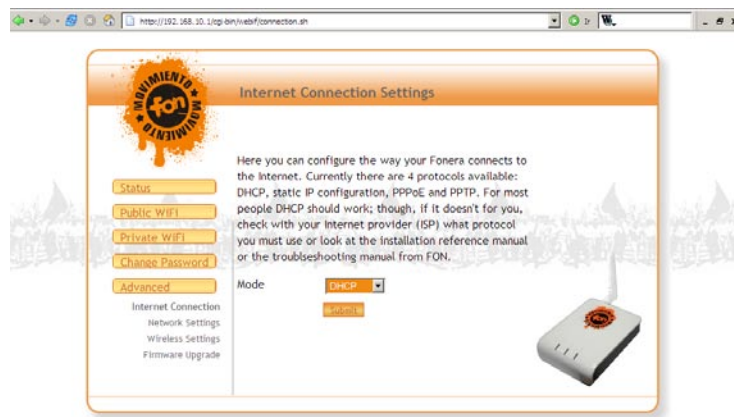 http://192.168.10.1/cgi-bin/webif/connection.sh
W.
MOVIMIENTO
fon
MOVIMIENTO
Internet Connection Settings
Here you can configure the way your Fonera connects to
the Internet. Currently there are 4 protocols available:
DHCP, static IP configuration, PPPoE and PPTP. For most
people DHCP should work; though, if it doesn't for you,
check with your Internet provider (ISP) what protocol
you must use or look at the installation reference manual
or the troublseshooting manual from FON.
Status
Public WiFi
Private WiFi
Change Password
Advanced
Internet Connection
Network Settings
Wireless Settings
Firmware Upgrade
Mode
DHCP
Submit